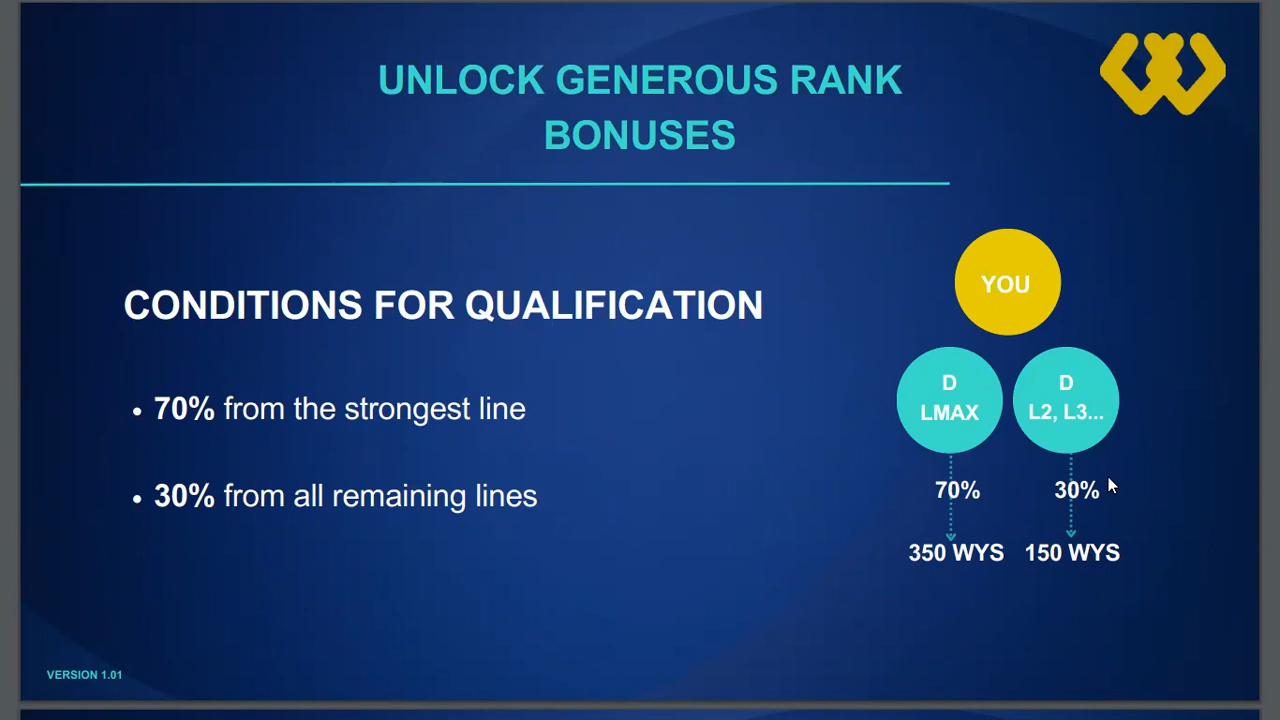 UNLOCK GENEROUS RANK
BONUSES
CONDITIONS FOR QUALIFICATION
• 70% from the strongest line
• 30% from all remaining lines
YOU
D
LMAX
D
L2, L3...
70%
30%
350 WYS
150 WYS
VERSION 1.01